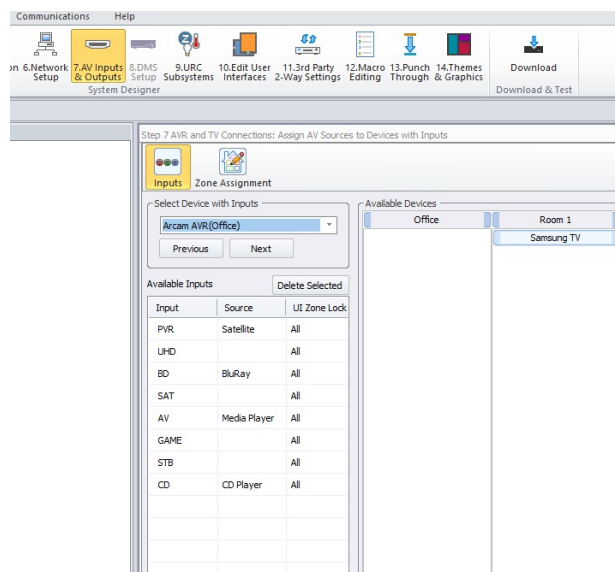 Communications Help
on 6.Network Setup
7.AV Inputs & Outputs
8.DMS Setup
9.URC Subsystems
10.Edit User Interfaces
11.3rd Party 2-Way Settings
12.Macro Editing
13.Punch Through
14.Themes & Graphics
Download
System Designer
Download & Test
Step 7 AVR and TV Connections: Assign AV Sources to Devices with Inputs
Inputs Zone Assignment
Select Device with Inputs
Arcam AVR(Office)
Previous Next
Available Inputs Delete Selected
Input Source UI Zone Lock
PVR Satellite All
UHD All
BD BluRay All
SAT All
AV Media Player All
GAME All
STB All
CD CD Player All
Available Devices
Office Room 1
Samsung TV